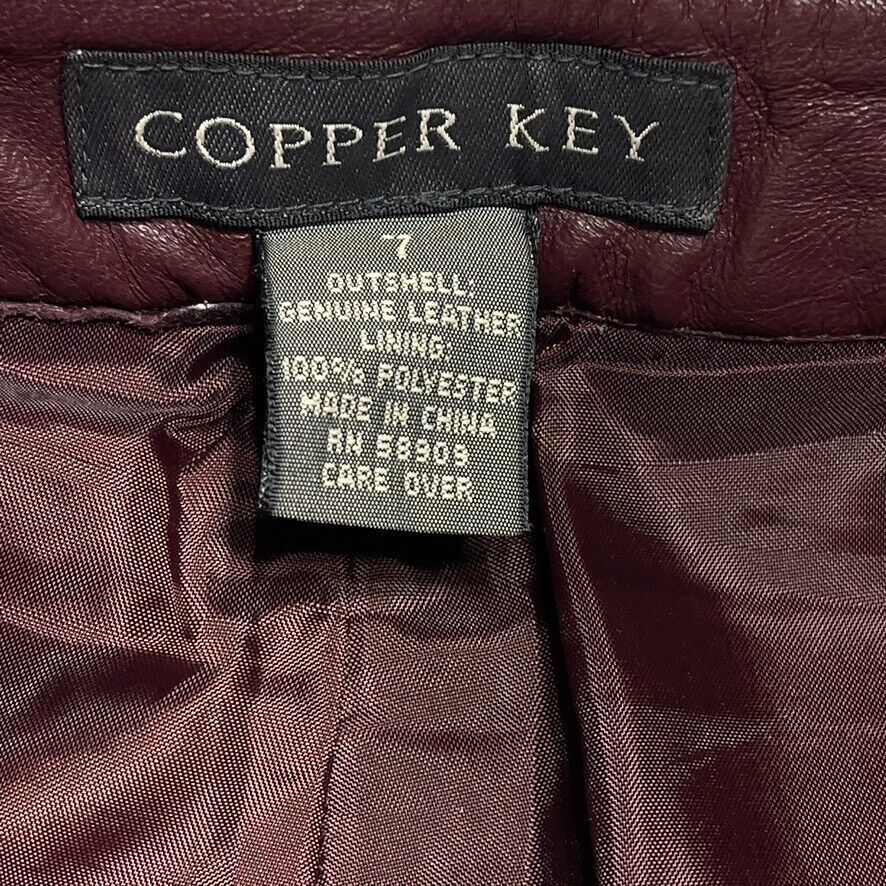 COPPER KEY
7
OUTSHELL:
GENUINE LEATHER
LINING:
100% POLYESTER
MADE IN CHINA
RN 58909
CARE OVER